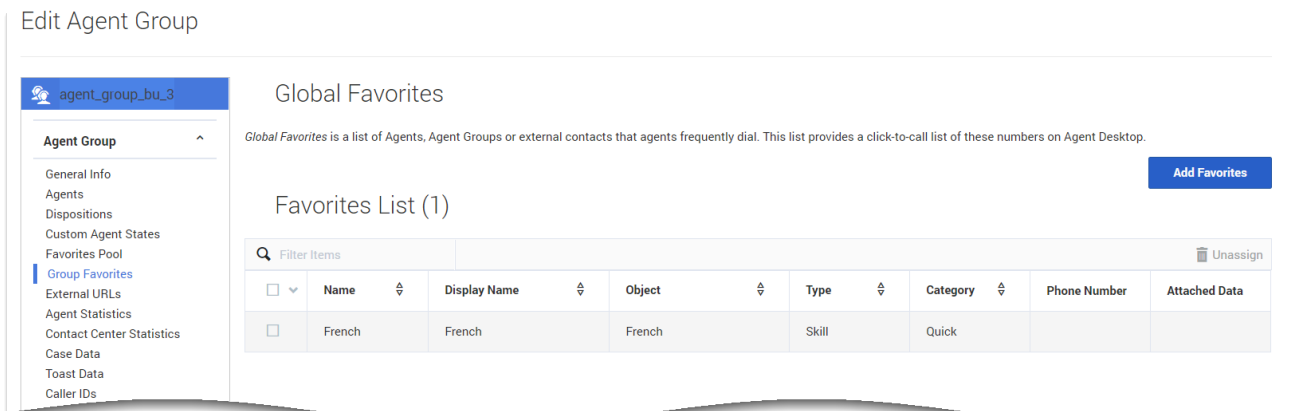 Edit Agent Group
agent_group_bu_3
Agent Group
General Info
Agents
Dispositions
Custom Agent States
Favorites Pool
Group Favorites
External URLs
Agent Statistics
Contact Center Statistics
Case Data
Toast Data
Caller IDs
Global Favorites
Global Favorites is a list of Agents, Agent Groups or external contacts that agents frequently dial. This list provides a click-to-call list of these numbers on Agent Desktop.
Add Favorites
Favorites List (1)
Filter Items Unassign
Name Display Name Object Type Category Phone Number Attached Data
French French French Skill Quick